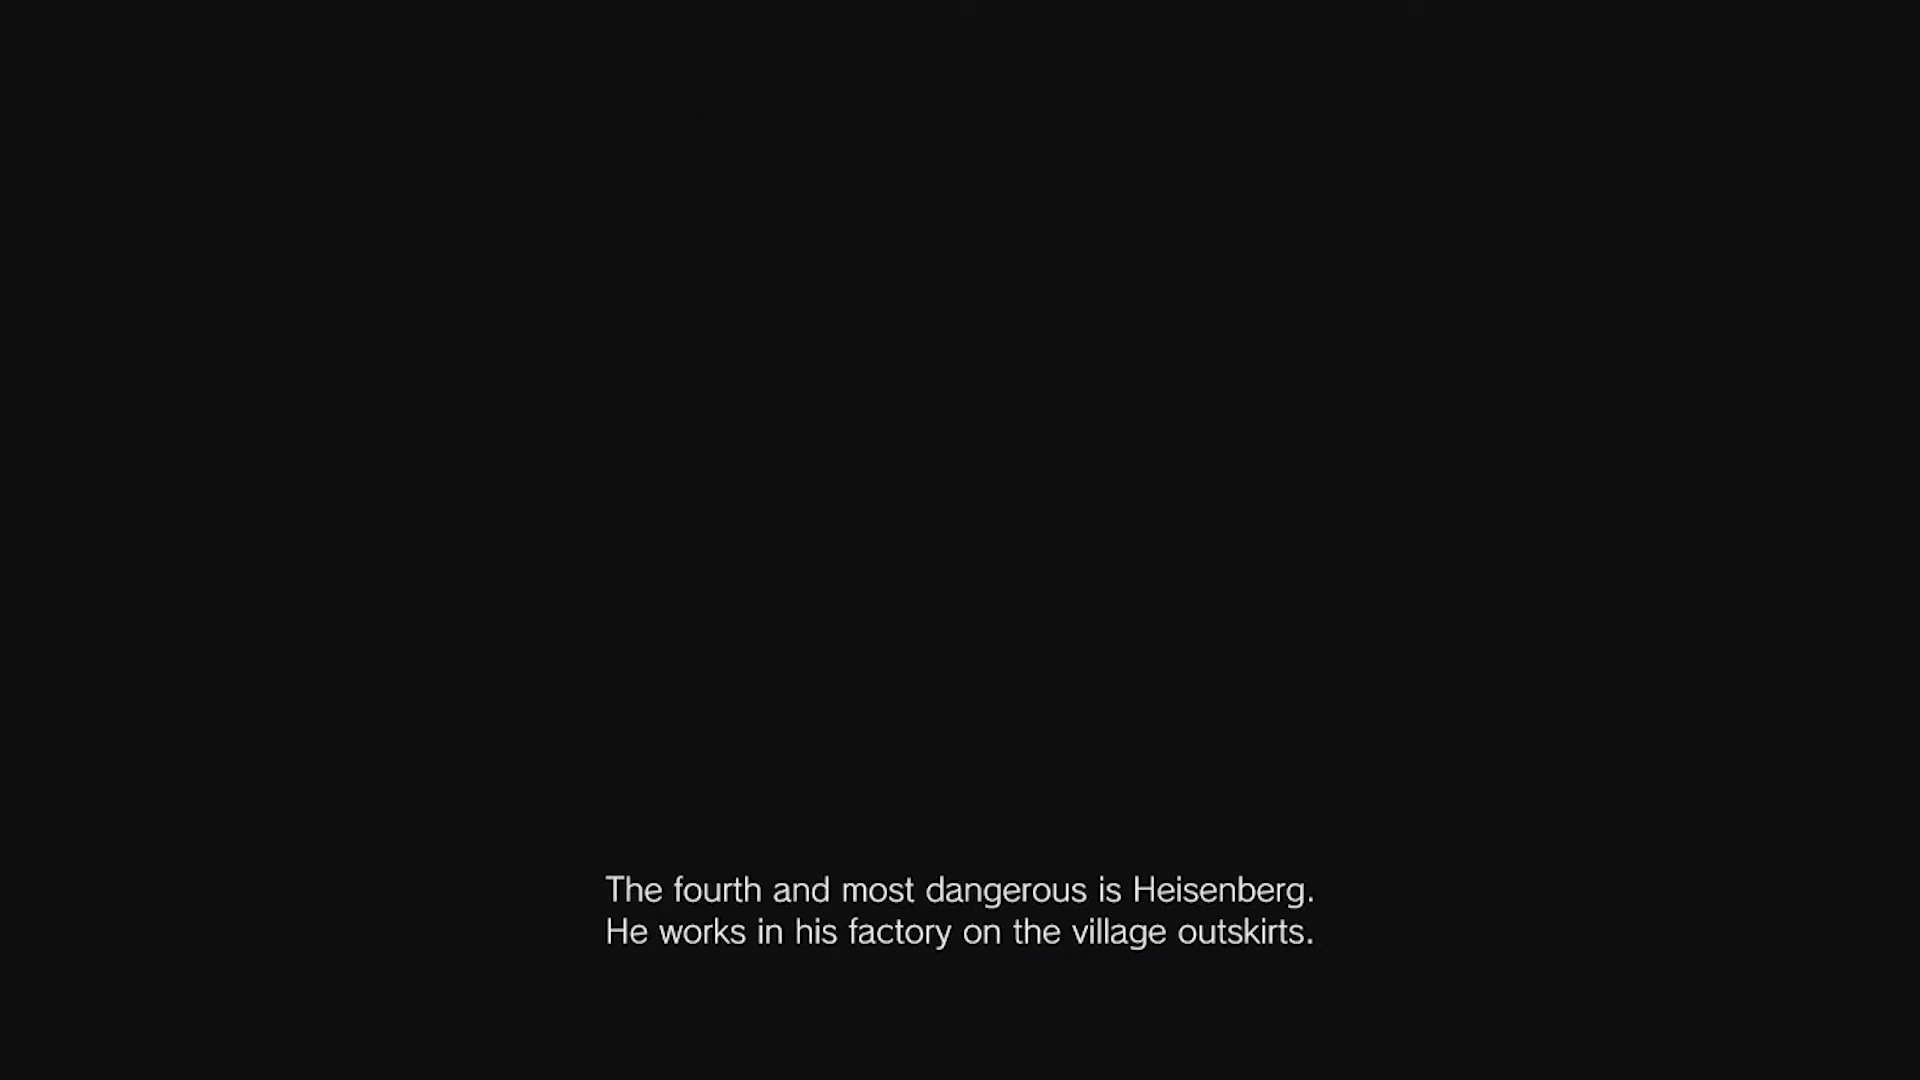 The fourth and most dangerous is Heisenberg.
He works in his factory on the village outskirts.